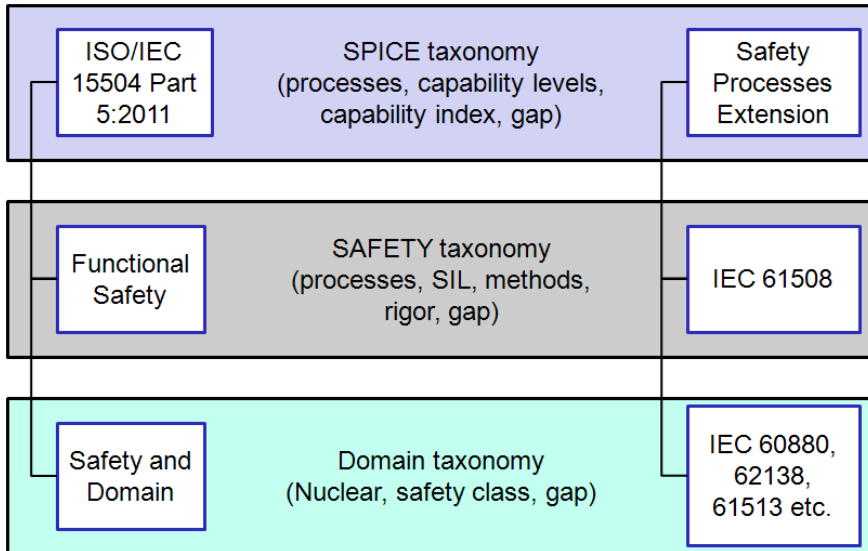 ISO/IEC
15504 Part
5:2011
SPICE taxonomy
(processes, capability levels,
capability index, gap)
Safety
Processes
Extension
Functional
Safety
SAFETY taxonomy
(processes, SIL, methods,
rigor, gap)
IEC 61508
Safety and
Domain
Domain taxonomy
(Nuclear, safety class, gap)
IEC 60880,
62138,
61513 etc.